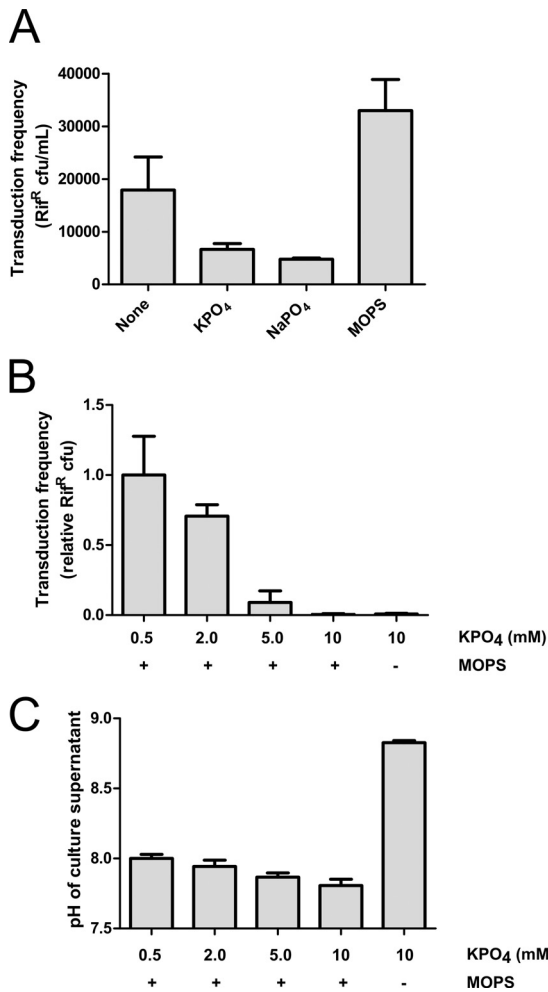 A
Transduction frequency
(Rifᴿ cfu/mL)
40000
30000
20000
10000
0
None
KPO₄
NaPO₄
MOPS
B
Transduction frequency
(relative Rifᴿ cfu)
1.5
1.0
0.5
0.0
0.5 2.0 5.0 10 10 KPO₄ (mM)
+ + + + - MOPS
C
pH of culture supernatant
9.0
8.5
8.0
7.5
0.5 2.0 5.0 10 10 KPO₄ (mM
+ + + + - MOPS